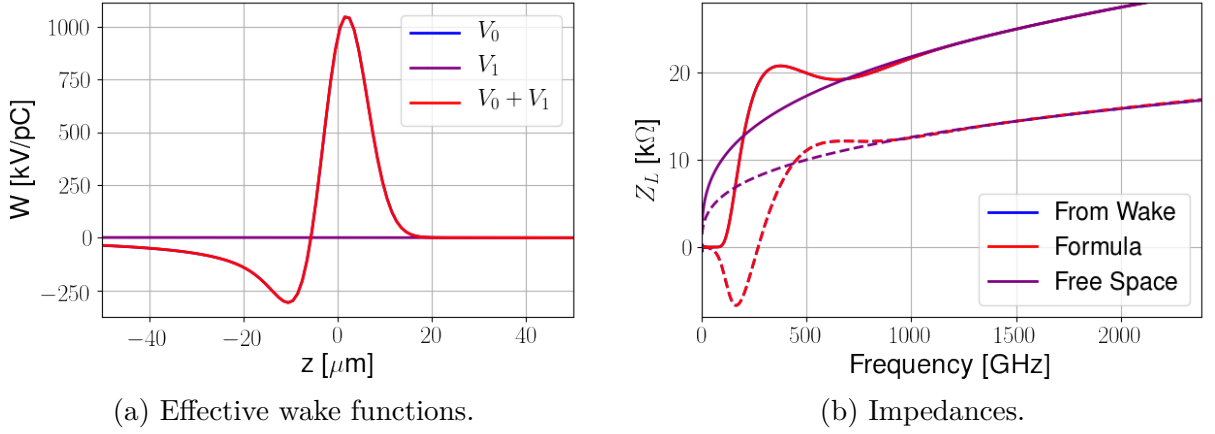 1000
750
500
250
0
−250
W [kV/pC]
V₀
V₁
V₀ + V₁
−40
−20
0
20
40
z [μm]
(a) Effective wake functions.
20
10
0
Z_L [kΩ]
From Wake
Formula
Free Space
0
500
1000
1500
2000
Frequency [GHz]
(b) Impedances.